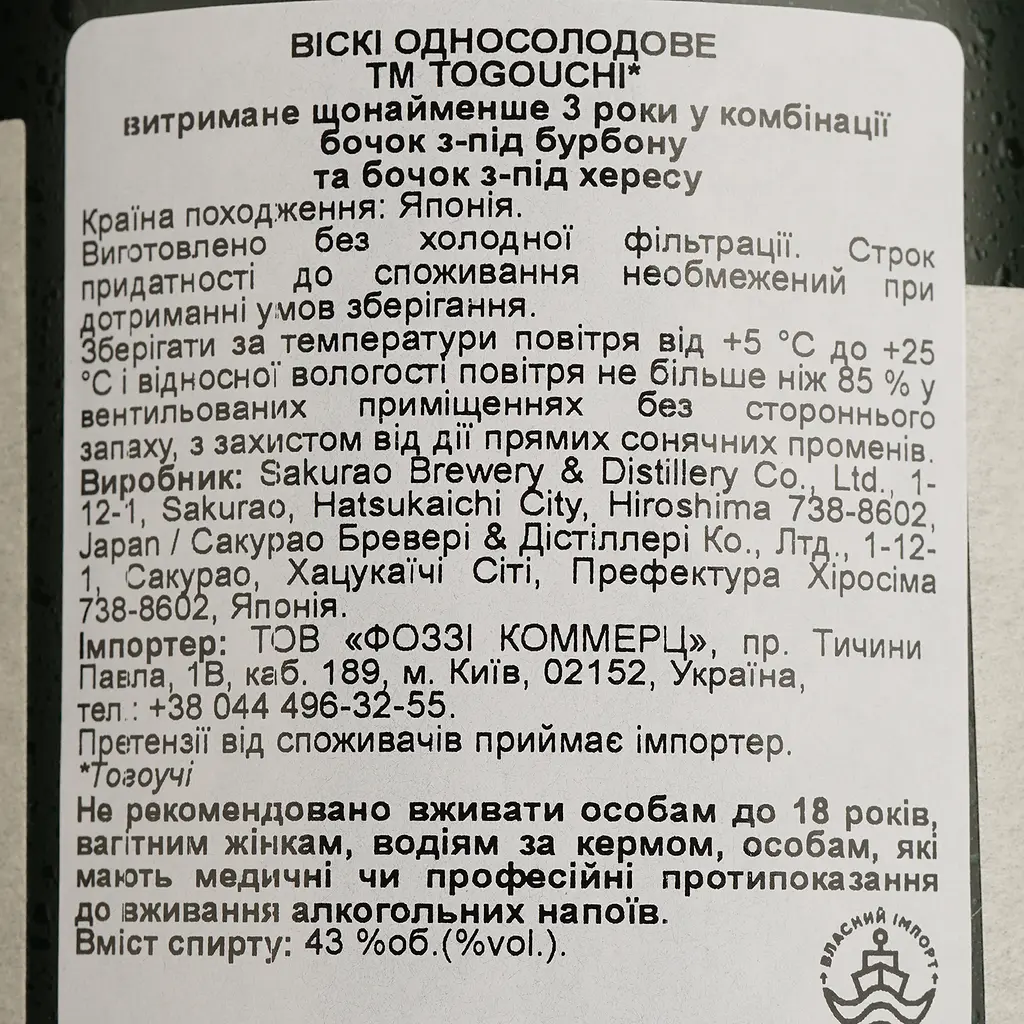 ВІСКІ ОДНОСОЛОДОВЕ
ТМ TOGOUCHI*
витримане щонайменше 3 роки у комбінації
бочок з-під бурбону
та бочок з-під хересу
Країна походження: Японія.
Виготовлено без холодної фільтрації. Строк
придатності до споживання необмежений при
дотриманні умов зберігання.
Зберігати за температури повітря від +5 °С до +25
°С і відносної вологості повітря не більше ніж 85 % у
вентильованих приміщеннях без стороннього
запаху, з захистом від дії прямих сонячних променів.
Виробник: Sakurao Brewery & Distillery Co., Ltd., 1-
12-1, Sakurao, Hatsukaichi City, Hiroshima 738-8602,
Japan / Сакурао Бревері & Дістіллері Ко., Лтд., 1-12-
1, Сакурао, Хацукаїчі Сіті, Префектура Хіросіма
738-8602, Японія.
Імпортер: ТОВ «ФОЗЗІ КОММЕРЦ», пр. Тичини
Павла, 1В, каб. 189, м. Київ, 02152, Україна,
тел.: +38 044 496-32-55.
Претензії від споживачів приймає імпортер.
*Тогоучі
Не рекомендовано вживати особам до 18 років,
вагітним жінкам, водіям за кермом, особам, які
мають медичні чи професійні протипоказання
до вживання алкогольних напоїв.
Вміст спирту: 43 %об.(%vol.).
ВЛАСНИЙ ІМПОРТ